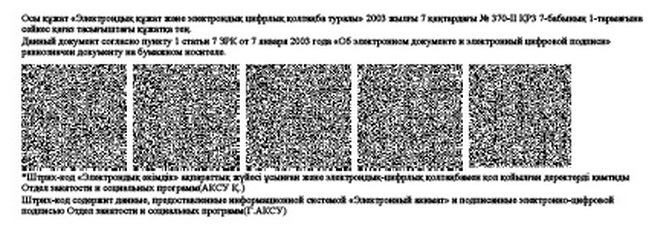 Осы құжат «Электрондық құжат және электрондық цифрлық қолтаңба туралы» 2003 жылғы 7 қаңтардағы № 370-II ҚРЗ 7-бабының 1-тармағына
сәйкес қағаз тасығыштағы құжатқа тең.
Данный документ согласно пункту 1 статьи 7 ЗРК от 7 января 2003 года «Об электронном документе и электронный цифровой подписи»
равнозначен документу на бумажном носителе.
*Штрих-код «Электрондық әкімдік» ақпараттық жүйесі ұсынған және электрондық-цифрлық қолтаңбамен қол қойылған деректерді қамтиды
Отдел занятости и социальных программ(АКСУ Қ.)
Штрих-код содержит данные, предоставленные информационной системой «Электронный акимат» и подписанные электронно-цифровой
подписью Отдел занятости и социальных программ(Г.АКСУ)